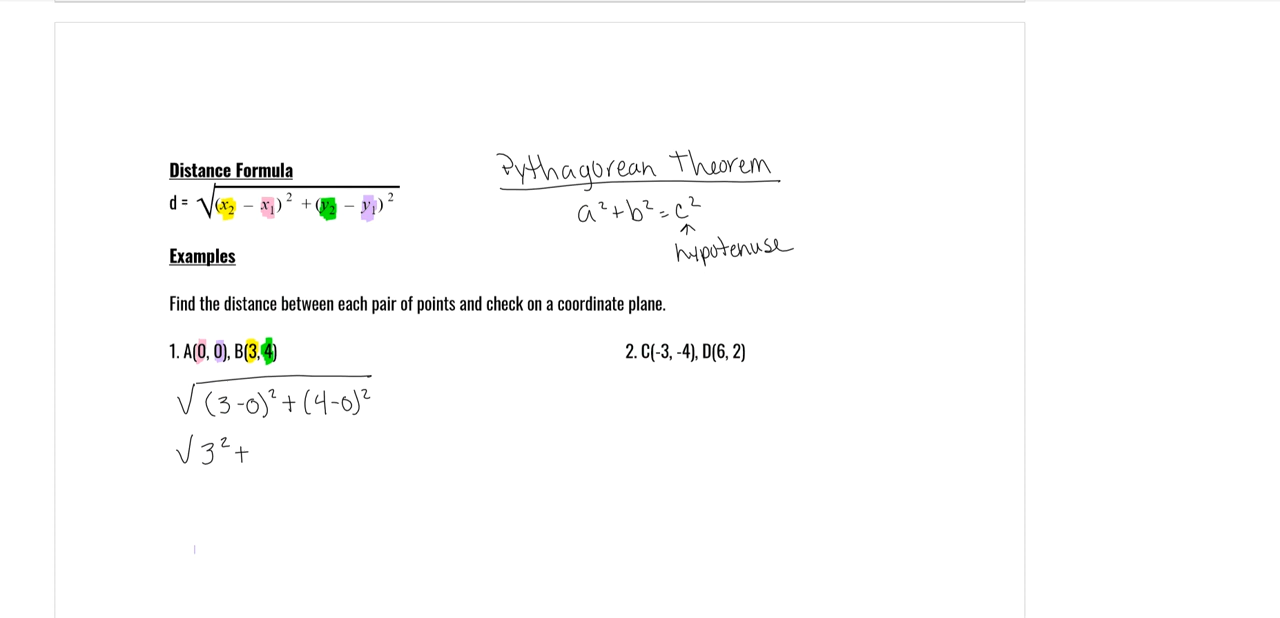 Distance Formula
d = √(x₂ − x₁)² + (y₂ − y₁)²
Pythagorean Theorem
a² + b² = c²
↑
hypotenuse
Examples
Find the distance between each pair of points and check on a coordinate plane.
1. A(0, 0), B(3, 4)
√(3-0)² + (4-0)²
√3² +
2. C(-3, -4), D(6, 2)